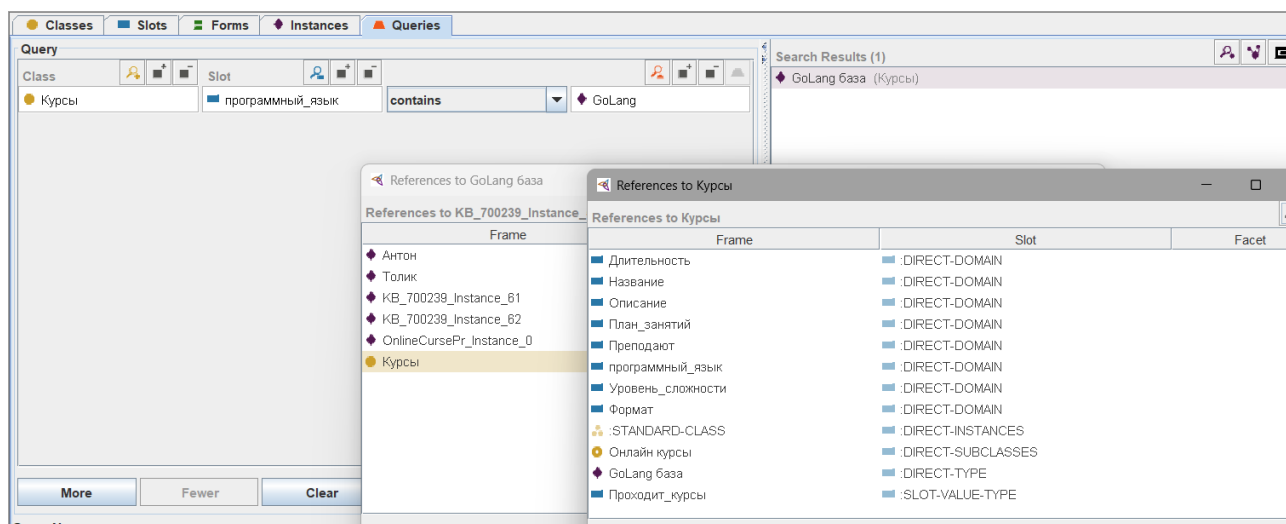 Classes Slots Forms Instances Queries
Query
Class Slot
Курсы программный_язык contains GoLang
Search Results (1)
GoLang база (Курсы)
References to GoLang база
References to KB_700239_Instance_
Frame
Антон
Толик
KB_700239_Instance_61
KB_700239_Instance_62
OnlineCursePr_Instance_0
Курсы
References to Курсы
References to Курсы
Frame Slot Facet
Длительность :DIRECT-DOMAIN
Название :DIRECT-DOMAIN
Описание :DIRECT-DOMAIN
План_занятий :DIRECT-DOMAIN
Преподают :DIRECT-DOMAIN
программный_язык :DIRECT-DOMAIN
Уровень_сложности :DIRECT-DOMAIN
Формат :DIRECT-DOMAIN
:STANDARD-CLASS :DIRECT-INSTANCES
Онлайн курсы :DIRECT-SUBCLASSES
GoLang база :DIRECT-TYPE
Проходит_курсы :SLOT-VALUE-TYPE
More Fewer Clear